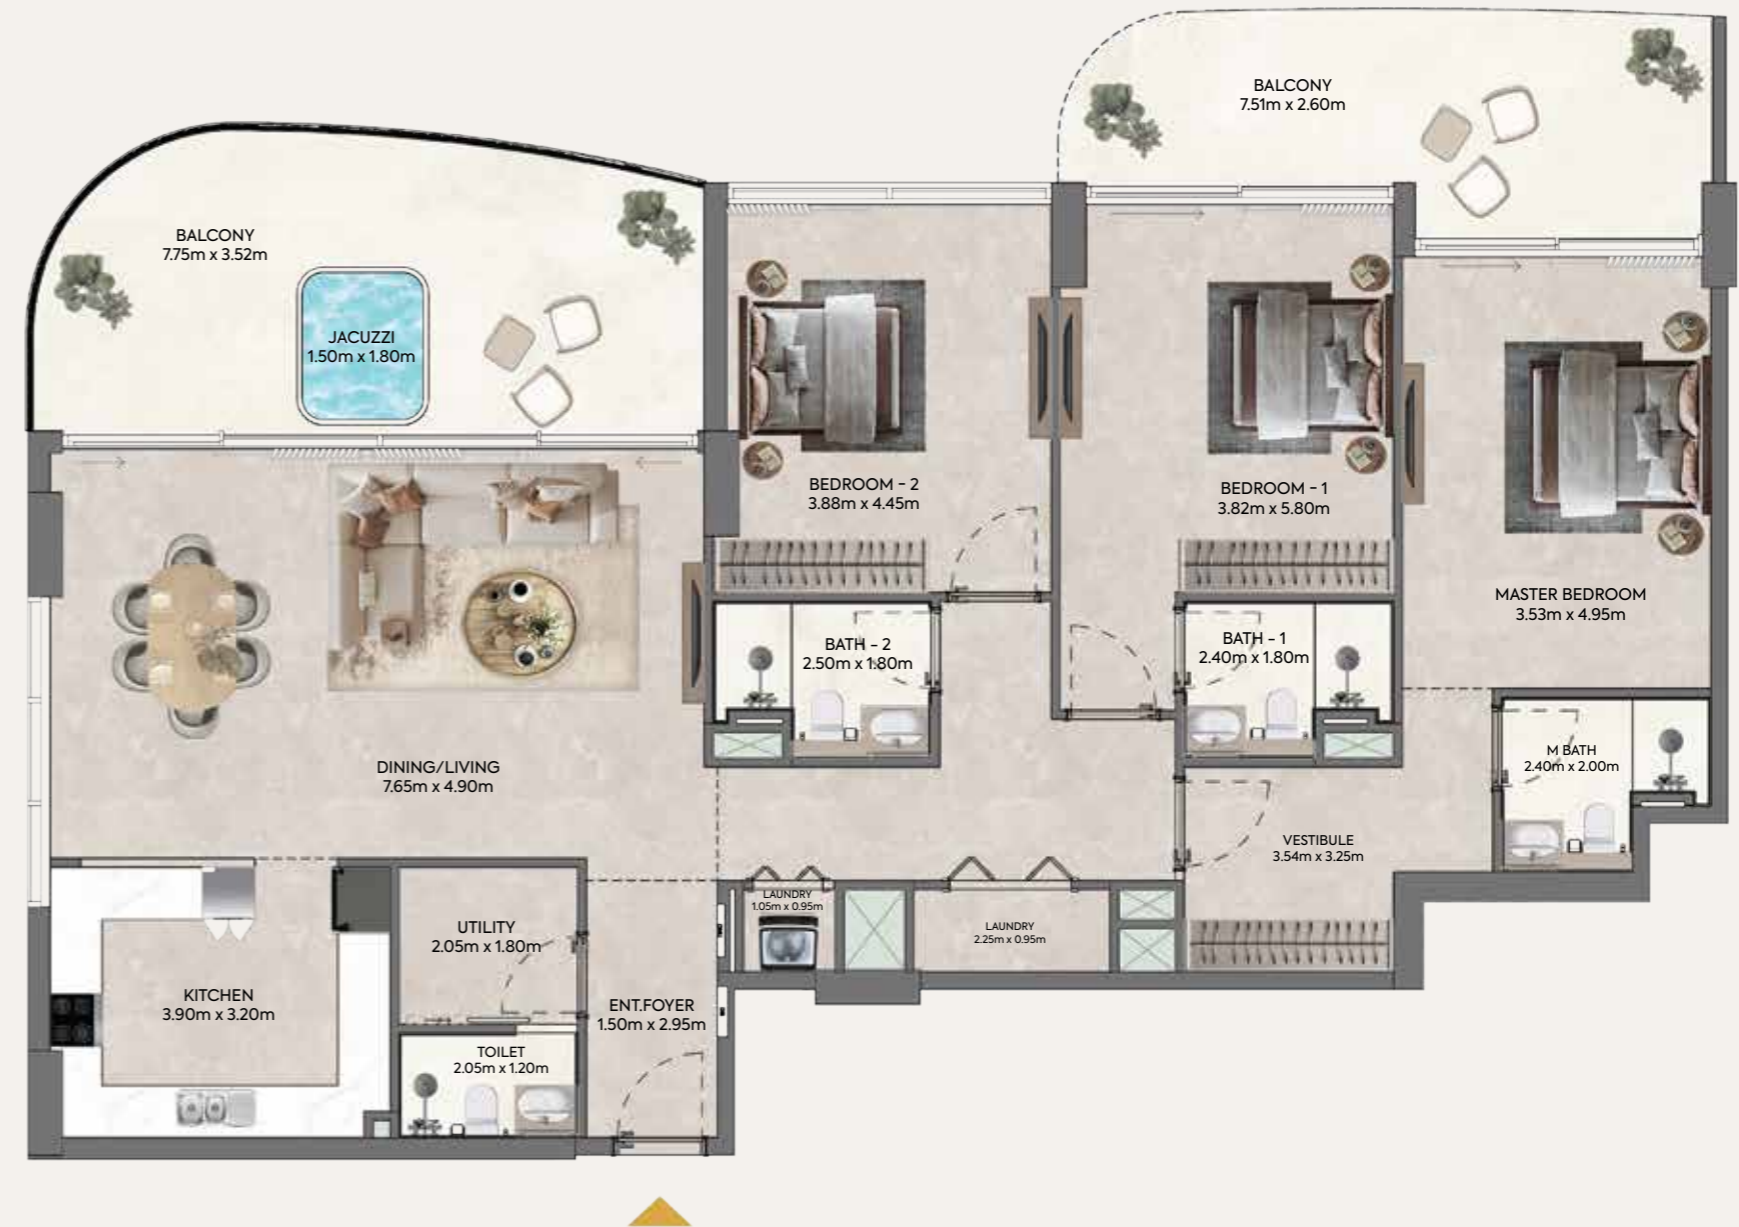 BALCONY
7.51m x 2.60m
BALCONY
7.75m x 3.52m
JACUZZI
1.50m x 1.80m
BEDROOM - 2
3.88m x 4.45m
BEDROOM - 1
3.82m x 5.80m
MASTER BEDROOM
3.53m x 4.95m
BATH - 2
2.50m x 1.80m
BATH - 1
2.40m x 1.80m
M BATH
2.40m x 2.00m
DINING/LIVING
7.65m x 4.90m
VESTIBULE
3.54m x 3.25m
LAUNDRY
1.05m x 0.95m
LAUNDRY
2.25m x 0.95m
UTILITY
2.05m x 1.80m
KITCHEN
3.90m x 3.20m
ENT.FOYER
1.50m x 2.95m
TOILET
2.05m x 1.20m